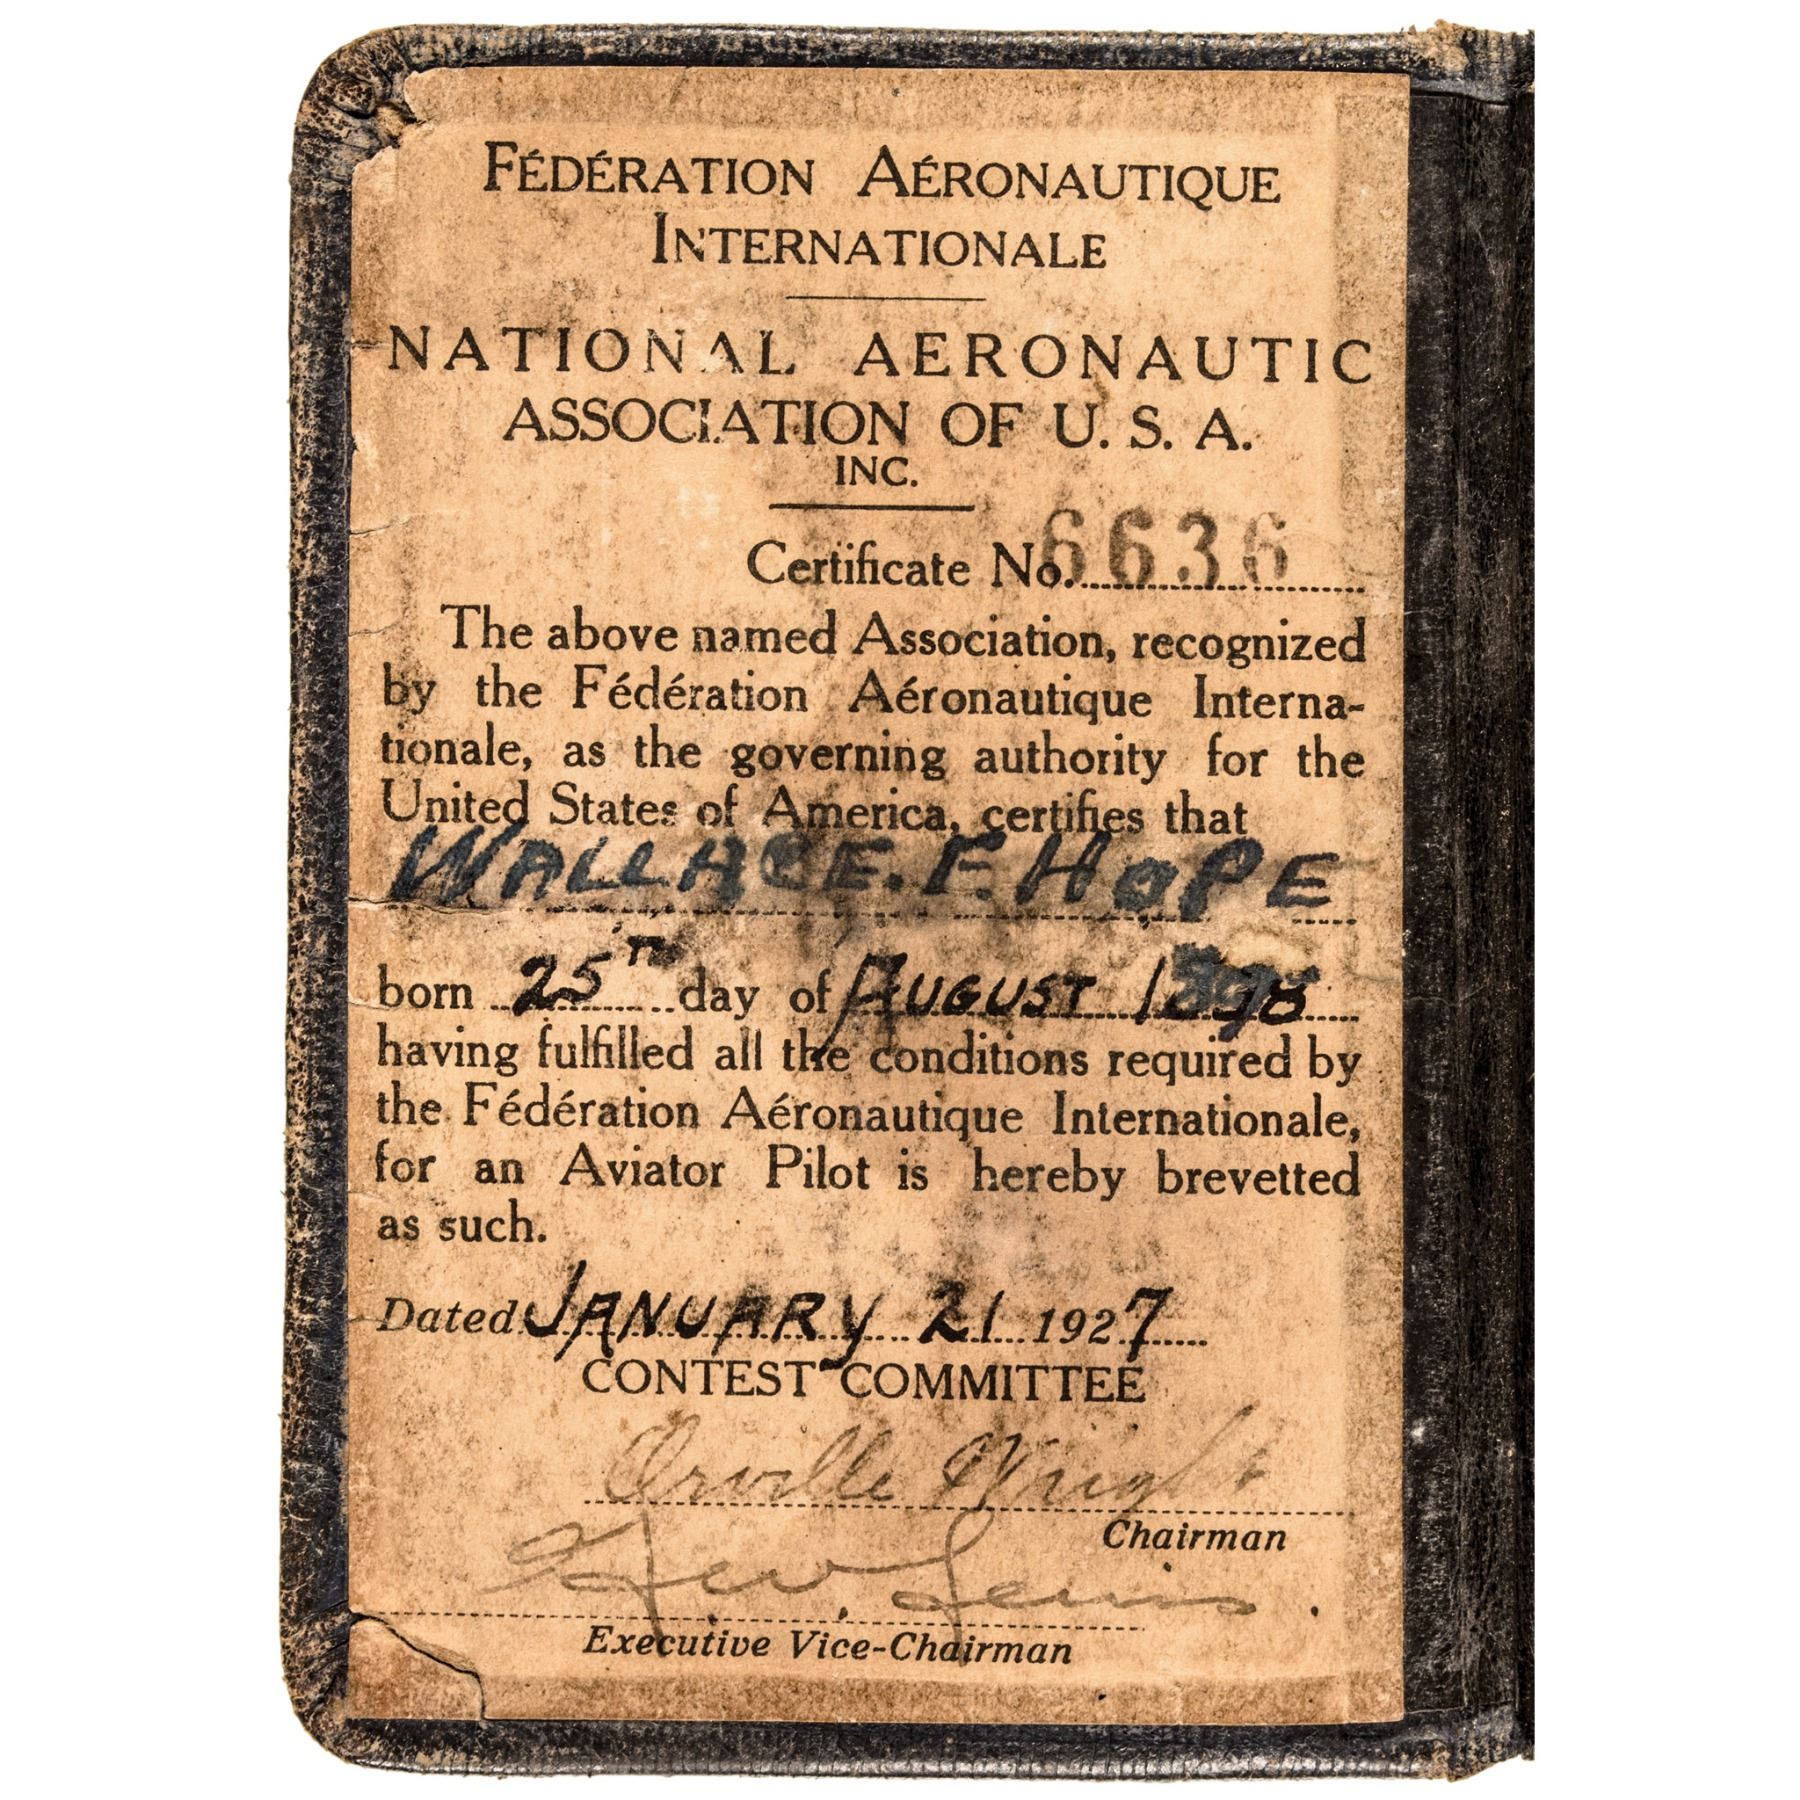 FÉDÉRATION AÉRONAUTIQUE
INTERNATIONALE
NATIONAL AERONAUTIC
ASSOCIATION OF U. S. A.
INC.
Certificate No. 6636
The above named Association, recognized
by the Fédération Aéronautique Interna-
tionale, as the governing authority for the
United States of America, certifies that
WALLACE. F. HOPE
born 25TH day of AUGUST 1898
having fulfilled all the conditions required by
the Fédération Aéronautique Internationale,
for an Aviator Pilot is hereby brevetted
as such.
Dated JANUARY 21 1927
CONTEST COMMITTEE
Orville Wright
Chairman
Geo. W. Lewis.
Executive Vice-Chairman